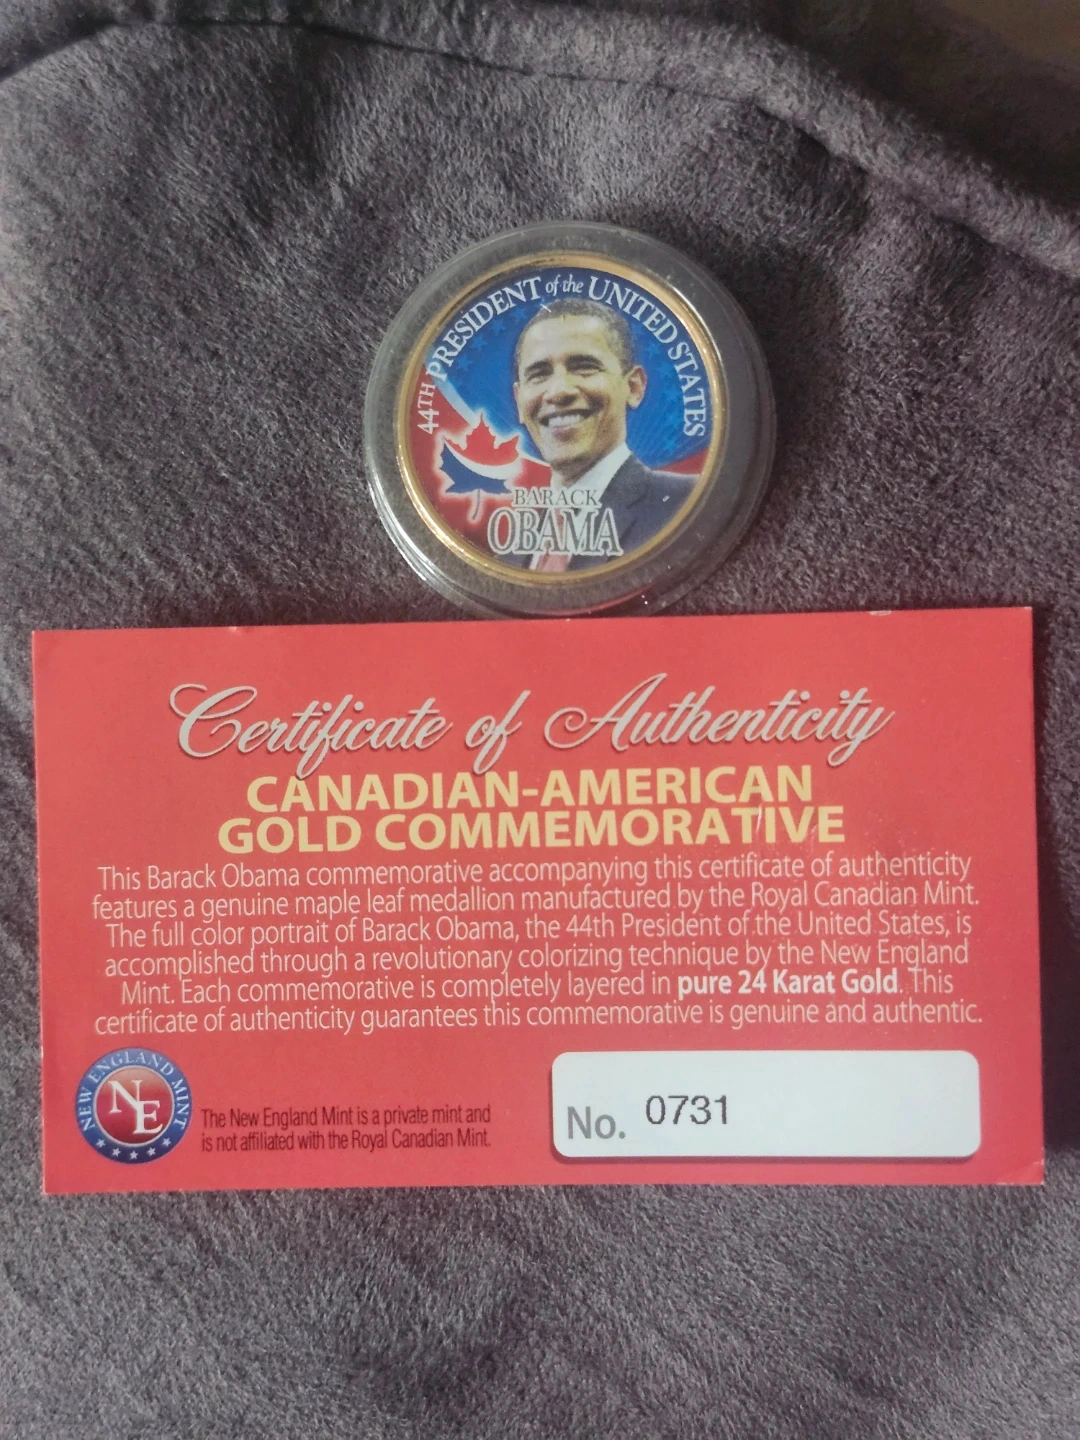 44TH PRESIDENT of the UNITED STATES
BARACK
OBAMA
Certificate of Authenticity
CANADIAN-AMERICAN
GOLD COMMEMORATIVE
This Barack Obama commemorative accompanying this certificate of authenticity
features a genuine maple leaf medallion manufactured by the Royal Canadian Mint.
The full color portrait of Barack Obama, the 44th President of the United States, is
accomplished through a revolutionary colorizing technique by the New England
Mint. Each commemorative is completely layered in pure 24 Karat Gold. This
certificate of authenticity guarantees this commemorative is genuine and authentic.
NEW ENGLAND MINT
NE
The New England Mint is a private mint and
is not affiliated with the Royal Canadian Mint.
No. 0731